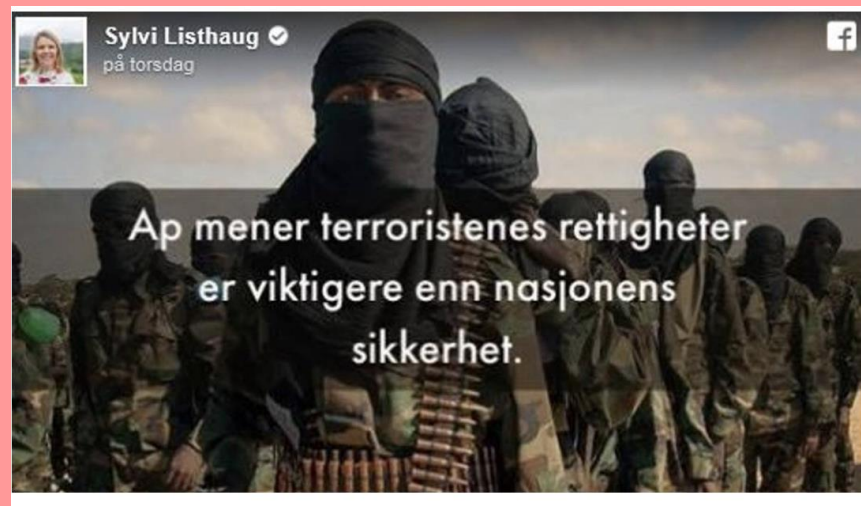 Sylvi Listhaug
på torsdag
Ap mener terroristenes rettigheter
er viktigere enn nasjonens
sikkerhet.